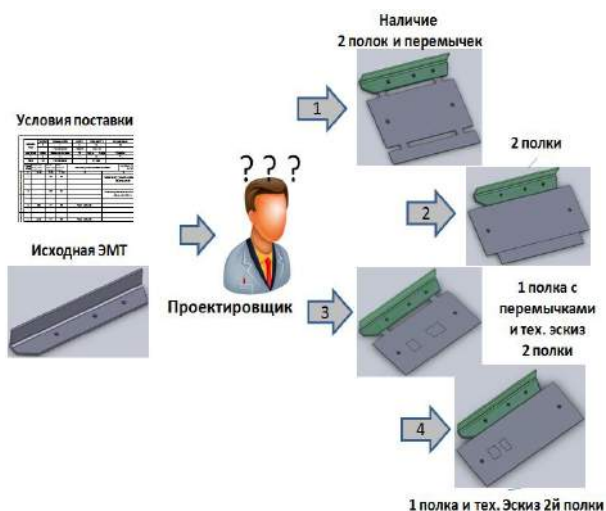 Наличие
2 полок и перемычек
Условия поставки
1
? ? ?
2 полки
2
Исходная ЭМТ
Проектировщик
3
1 полка с
перемычками
и тех. эскиз
2 полки
4
1 полка и тех. Эскиз 2й полки